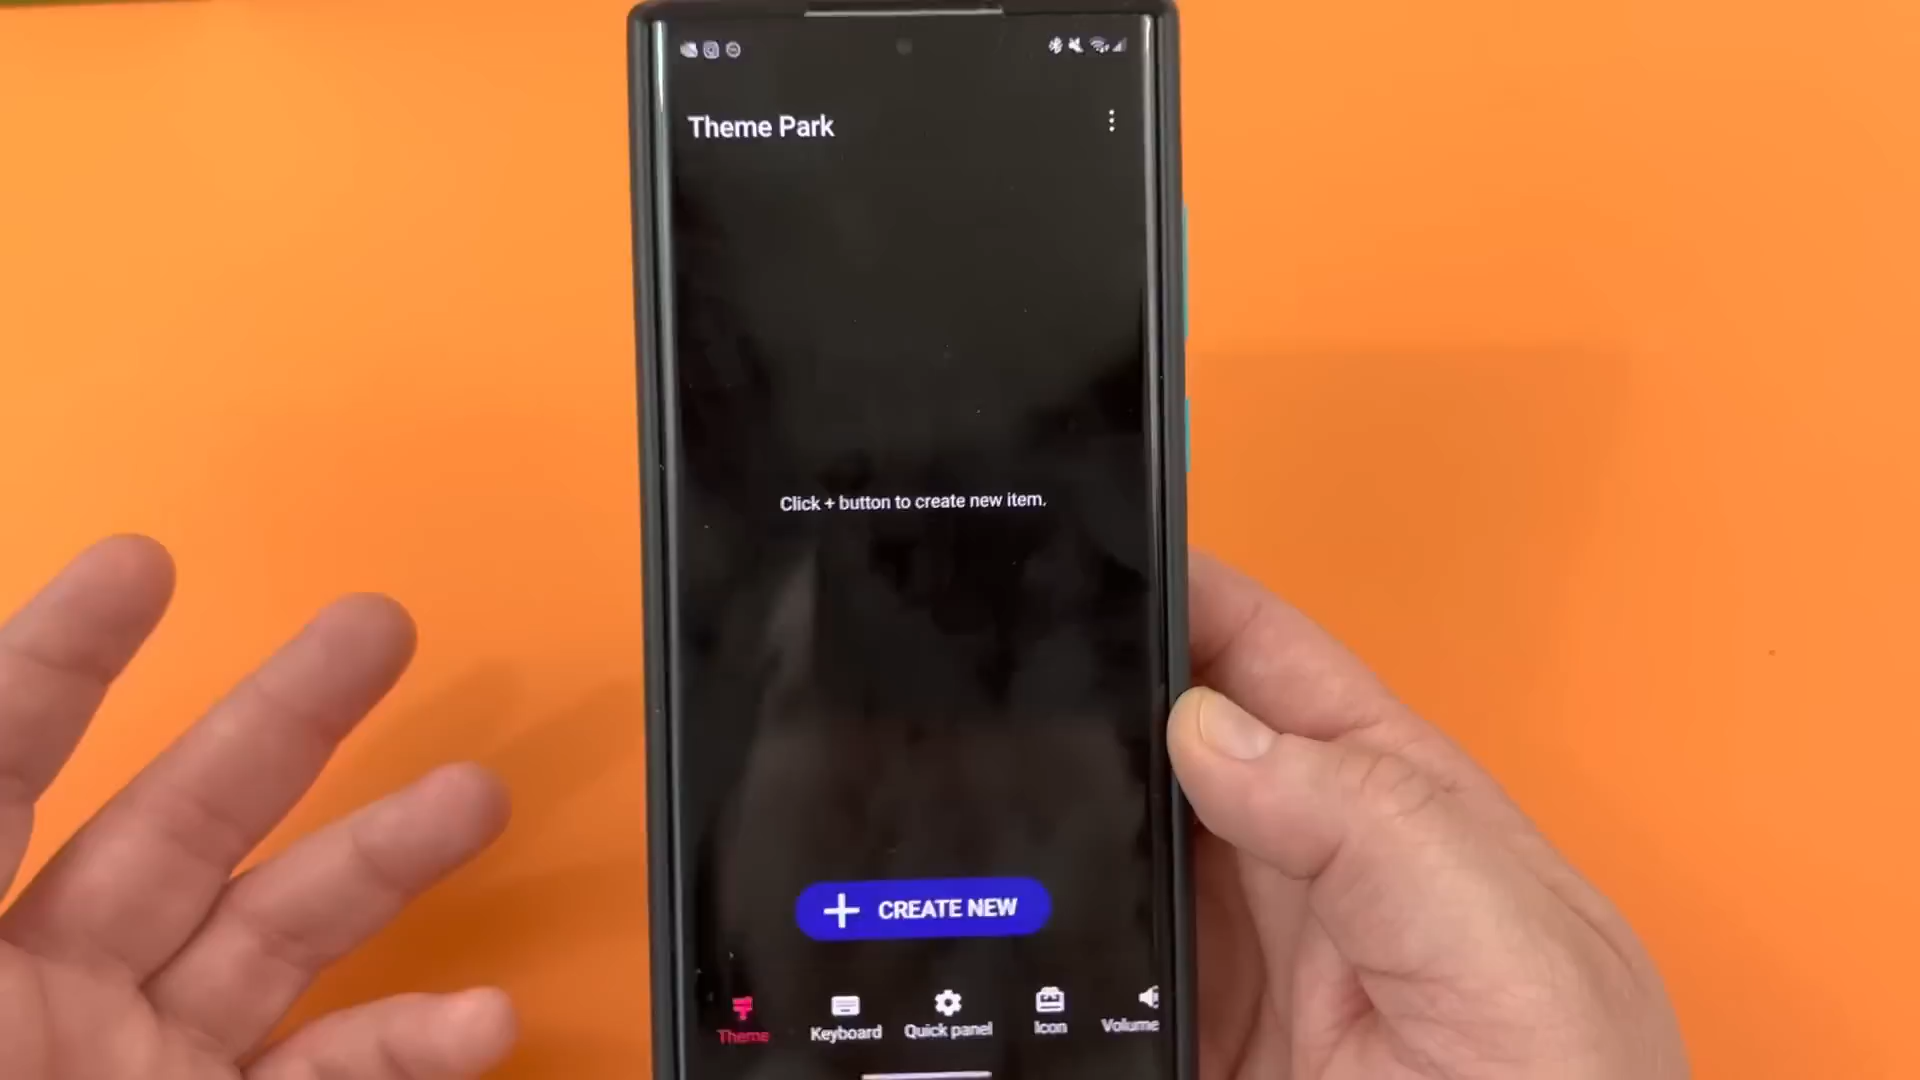 Theme Park
Click + button to create new item.
CREATE NEW
Theme
Keyboard
Quick panel
Icon
Volume